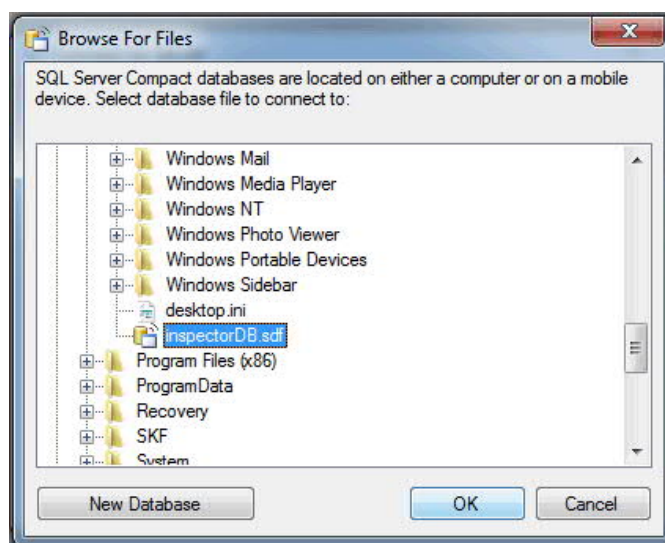 Browse For Files
SQL Server Compact databases are located on either a computer or on a mobile
device. Select database file to connect to:
Windows Mail
Windows Media Player
Windows NT
Windows Photo Viewer
Windows Portable Devices
Windows Sidebar
desktop.ini
inspectorDB.sdf
Program Files (x86)
ProgramData
Recovery
SKF
System
New Database
OK
Cancel